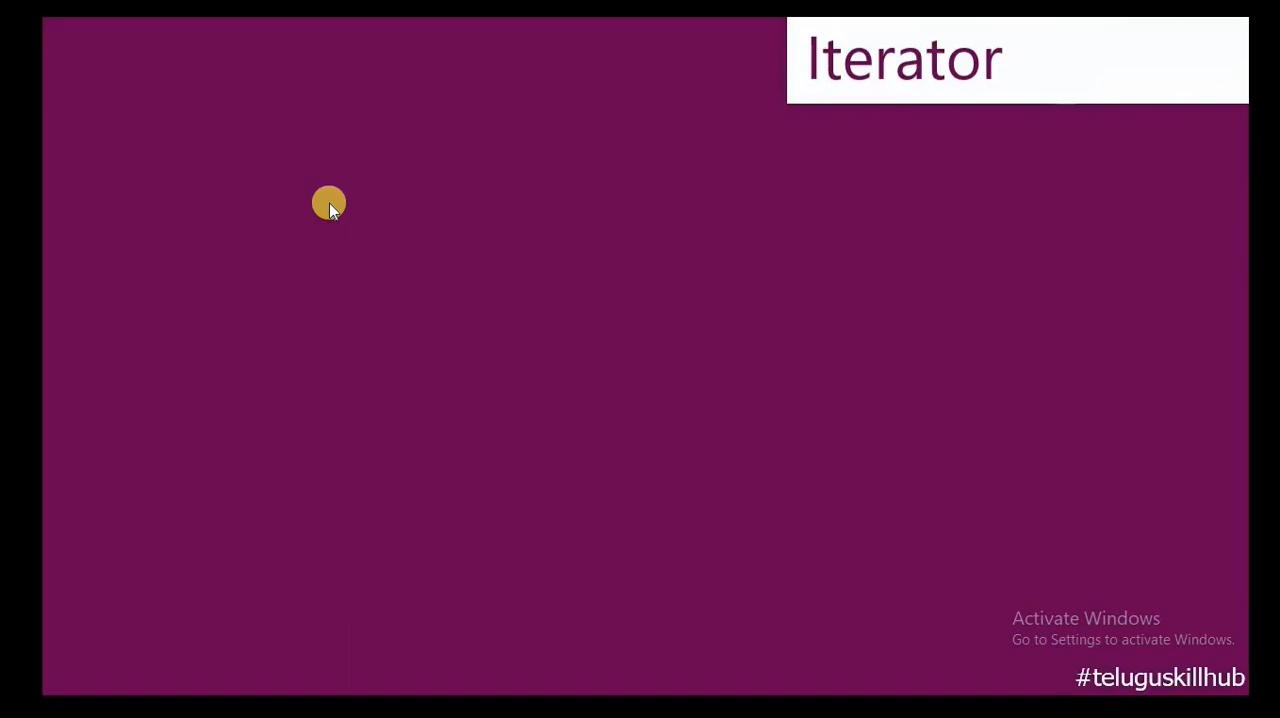 Iterator
Activate Windows
Go to Settings to activate Windows.
#teluguskillhub